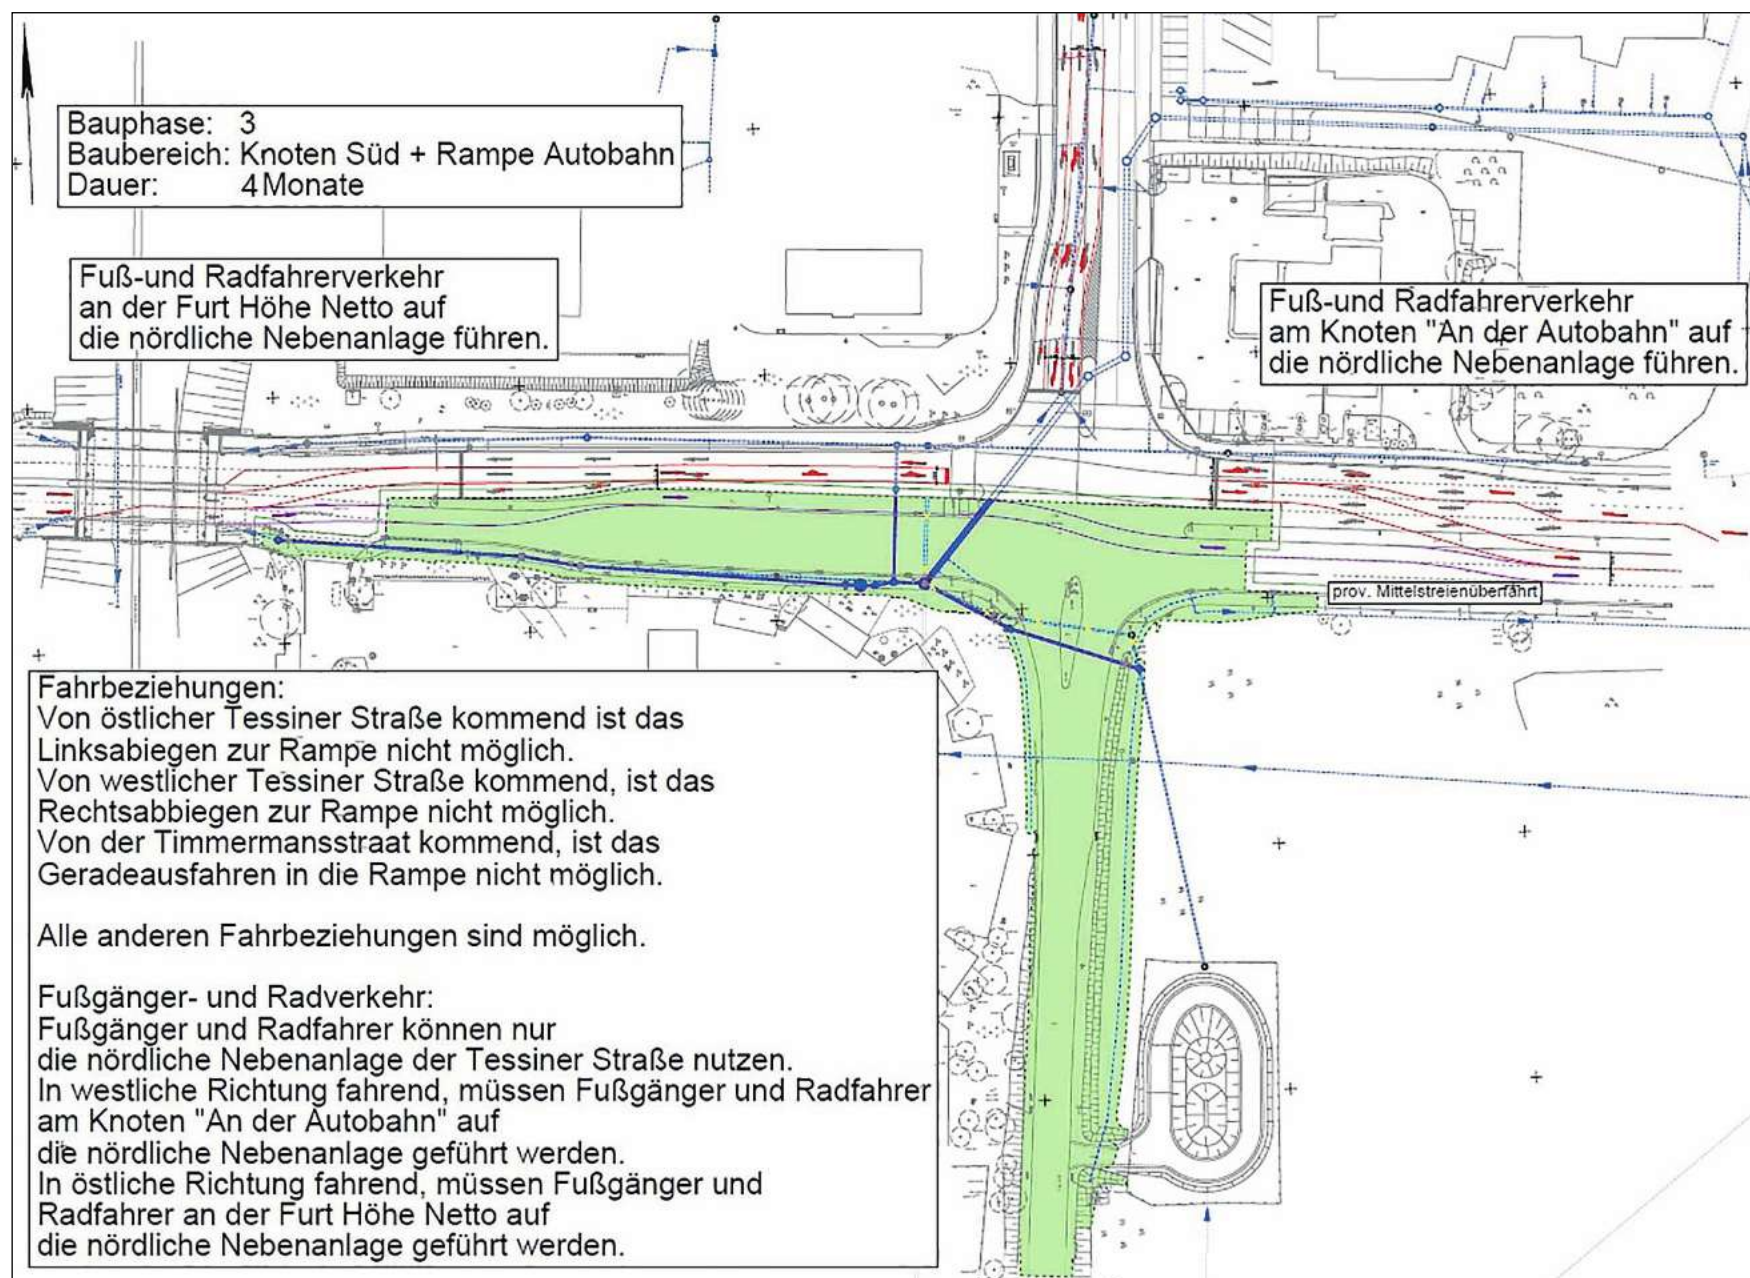 Bauphase: 3
Baubereich: Knoten Süd + Rampe Autobahn
Dauer: 4 Monate
Fuß-und Radfahrerverkehr
an der Furt Höhe Netto auf
die nördliche Nebenanlage führen.
Fuß-und Radfahrerverkehr
am Knoten "An der Autobahn" auf
die nördliche Nebenanlage führen.
prov. Mittelstreienüberfahrt
Fahrbeziehungen:
Von östlicher Tessiner Straße kommend ist das
Linksabiegen zur Rampe nicht möglich.
Von westlicher Tessiner Straße kommend, ist das
Rechtsabbiegen zur Rampe nicht möglich.
Von der Timmermansstraat kommend, ist das
Geradeausfahren in die Rampe nicht möglich.
Alle anderen Fahrbeziehungen sind möglich.
Fußgänger- und Radverkehr:
Fußgänger und Radfahrer können nur
die nördliche Nebenanlage der Tessiner Straße nutzen.
In westliche Richtung fahrend, müssen Fußgänger und Radfahrer
am Knoten "An der Autobahn" auf
die nördliche Nebenanlage geführt werden.
In östliche Richtung fahrend, müssen Fußgänger und
Radfahrer an der Furt Höhe Netto auf
die nördliche Nebenanlage geführt werden.